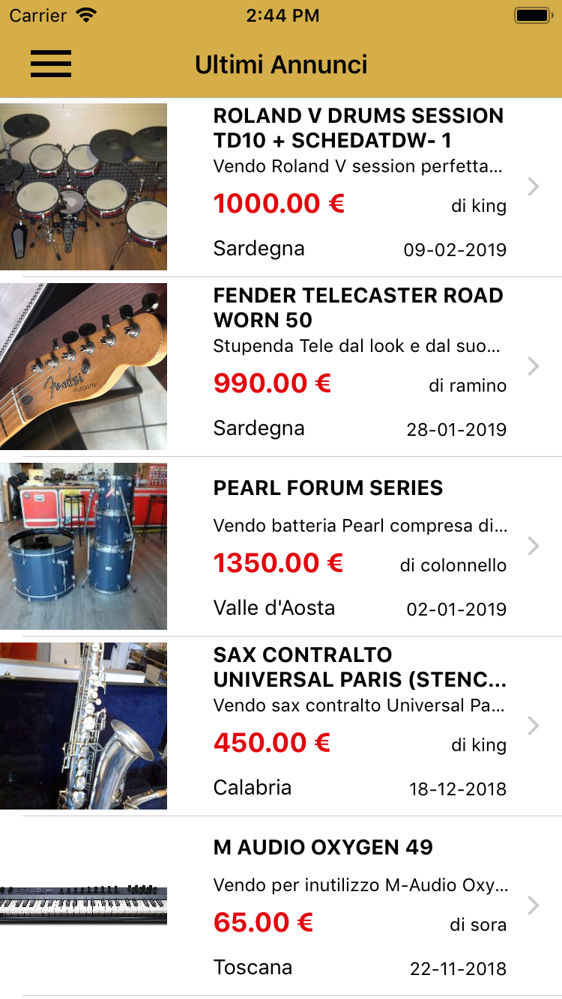 Carrier 2:44 PM
Ultimi Annunci
ROLAND V DRUMS SESSION
TD10 + SCHEDATDW- 1
Vendo Roland V session perfetta...
1000.00 € di king
Sardegna 09-02-2019
Fender
FENDER TELECASTER ROAD
WORN 50
Stupenda Tele dal look e dal suo...
990.00 € di ramino
Sardegna 28-01-2019
PEARL FORUM SERIES
Vendo batteria Pearl compresa di...
1350.00 € di colonnello
Valle d'Aosta 02-01-2019
SAX CONTRALTO
UNIVERSAL PARIS (STENC...
Vendo sax contralto Universal Pa...
450.00 € di king
Calabria 18-12-2018
M AUDIO OXYGEN 49
Vendo per inutilizzo M-Audio Oxy...
65.00 € di sora
Toscana 22-11-2018